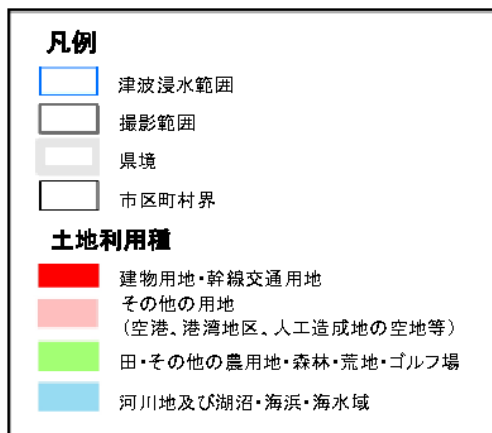 凡例
津波浸水範囲
撮影範囲
県境
市区町村界
土地利用種
建物用地・幹線交通用地
その他の用地
(空港、港湾地区、人工造成地の空地等)
田・その他の農用地・森林・荒地・ゴルフ場
河川地及び湖沼・海浜・海水域